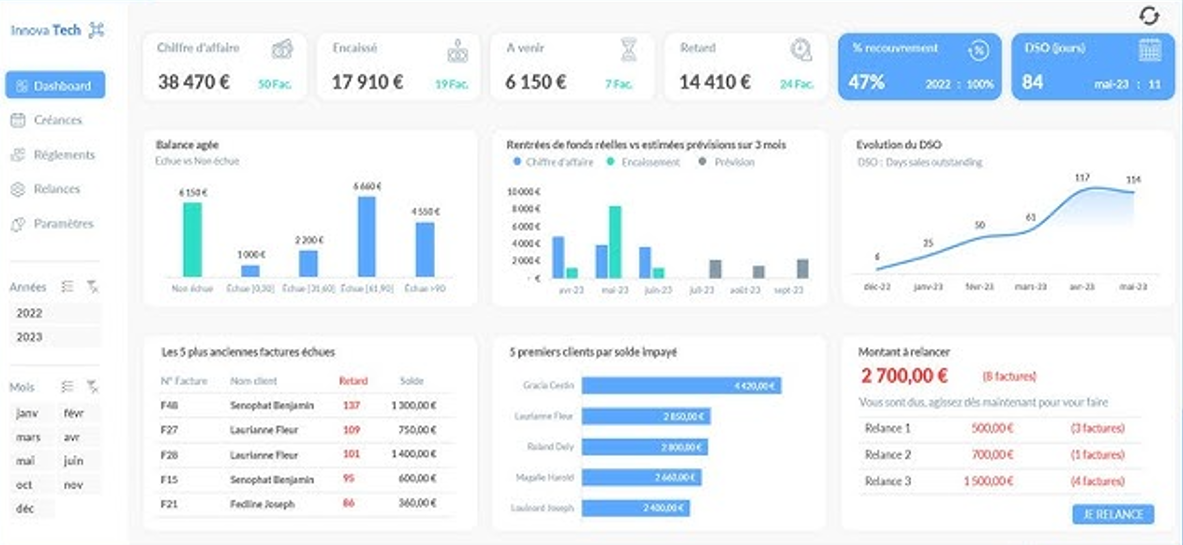 Innova Tech
Dashboard
Créances
Réglements
Relances
Paramètres
Années
2022
2023
Mois
janv févr
mars avr
mai juin
oct nov
déc
Chiffre d'affaire
38 470 € 50 Fac.
Encaissé
17 910 € 19 Fac.
A venir
6 150 € 7 Fac.
Retard
14 410 € 24 Fac.
% recouvrement
%
47% 2022 : 100%
DSO (jours)
84 mai-23 : 11
Balance agée
Echue vs Non échue
6 150 €
1 000 €
2 200 €
6 660 €
4 550 €
Non échue Échue [0,30] Échue [31,60] Échue [61,90] Échue >90
Rentrées de fonds réelles vs estimées prévisions sur 3 mois
Chiffre d'affaire Encaissement Prévision
10 000 €
8 000 €
6 000 €
4 000 €
2 000 €
- €
avr-23 mai-23 juin-23 juil-23 août-23 sept-23
Evolution du DSO
DSO : Days sales outstanding
6 25 50 61 117 114
déc-22 janv-23 févr-23 mars-23 avr-23 mai-23
Les 5 plus anciennes factures échues
N° Facture Nom client Retard Solde
F48 Senophat Benjamin 137 1 300,00 €
F27 Laurianne Fleur 109 750,00 €
F28 Laurianne Fleur 101 1 400,00 €
F15 Senophat Benjamin 95 600,00 €
F21 Fedline Joseph 86 360,00 €
5 premiers clients par solde impayé
Gracia Cestin 4 420,00 €
Laurianne Fleur 2 850,00 €
Roland Dely 2 800,00 €
Magalie Harold 2 660,00 €
Louinord Joseph 2 400,00 €
Montant à relancer
2 700,00 € (8 factures)
Vous sont dus, agissez dès maintenant pour vour faire
Relance 1 500,00 € (3 factures)
Relance 2 700,00 € (1 factures)
Relance 3 1 500,00 € (4 factures)
JE RELANCE